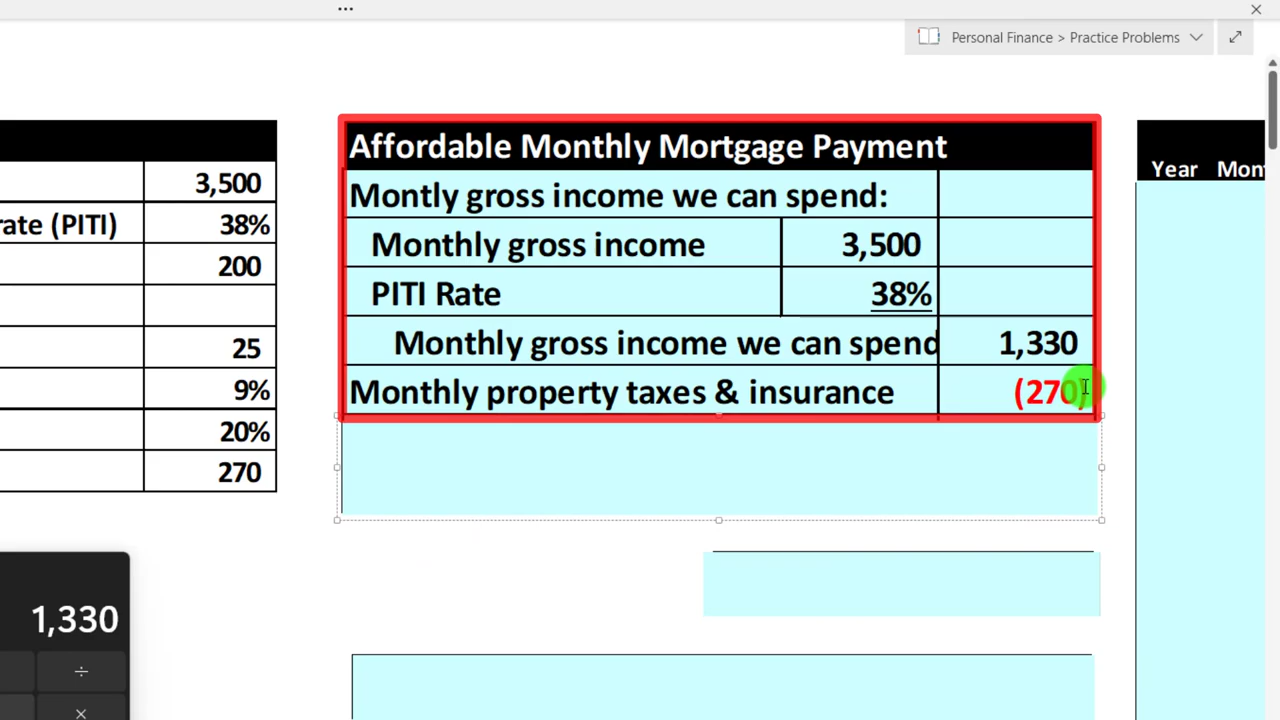 Personal Finance > Practice Problems
3,500
rate (PITI) 38%
200
25
9%
20%
270
Affordable Monthly Mortgage Payment
Montly gross income we can spend:
Monthly gross income 3,500
PITI Rate 38%
Monthly gross income we can spend 1,330
Monthly property taxes & insurance (270)
Year Mon
1,330
÷
×